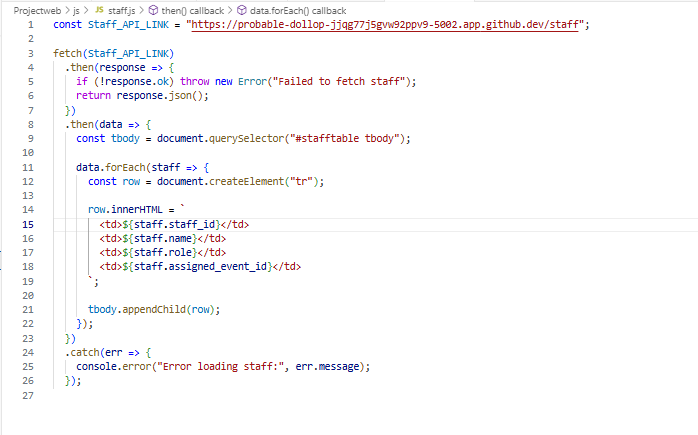 Projectweb > js > JS staff.js > then() callback > data.forEach() callback
1 const Staff_API_LINK = "https://probable-dollop-jjqg77j5gvw92ppv9-5002.app.github.dev/staff";
2
3 fetch(Staff_API_LINK)
4 .then(response => {
5 if (!response.ok) throw new Error("Failed to fetch staff");
6 return response.json();
7 })
8 .then(data => {
9 const tbody = document.querySelector("#stafftable tbody");
10
11 data.forEach(staff => {
12 const row = document.createElement("tr");
13
14 row.innerHTML = `
15 <td>${staff.staff_id}</td>
16 <td>${staff.name}</td>
17 <td>${staff.role}</td>
18 <td>${staff.assigned_event_id}</td>
19 `;
20
21 tbody.appendChild(row);
22 });
23 })
24 .catch(err => {
25 console.error("Error loading staff:", err.message);
26 });
27